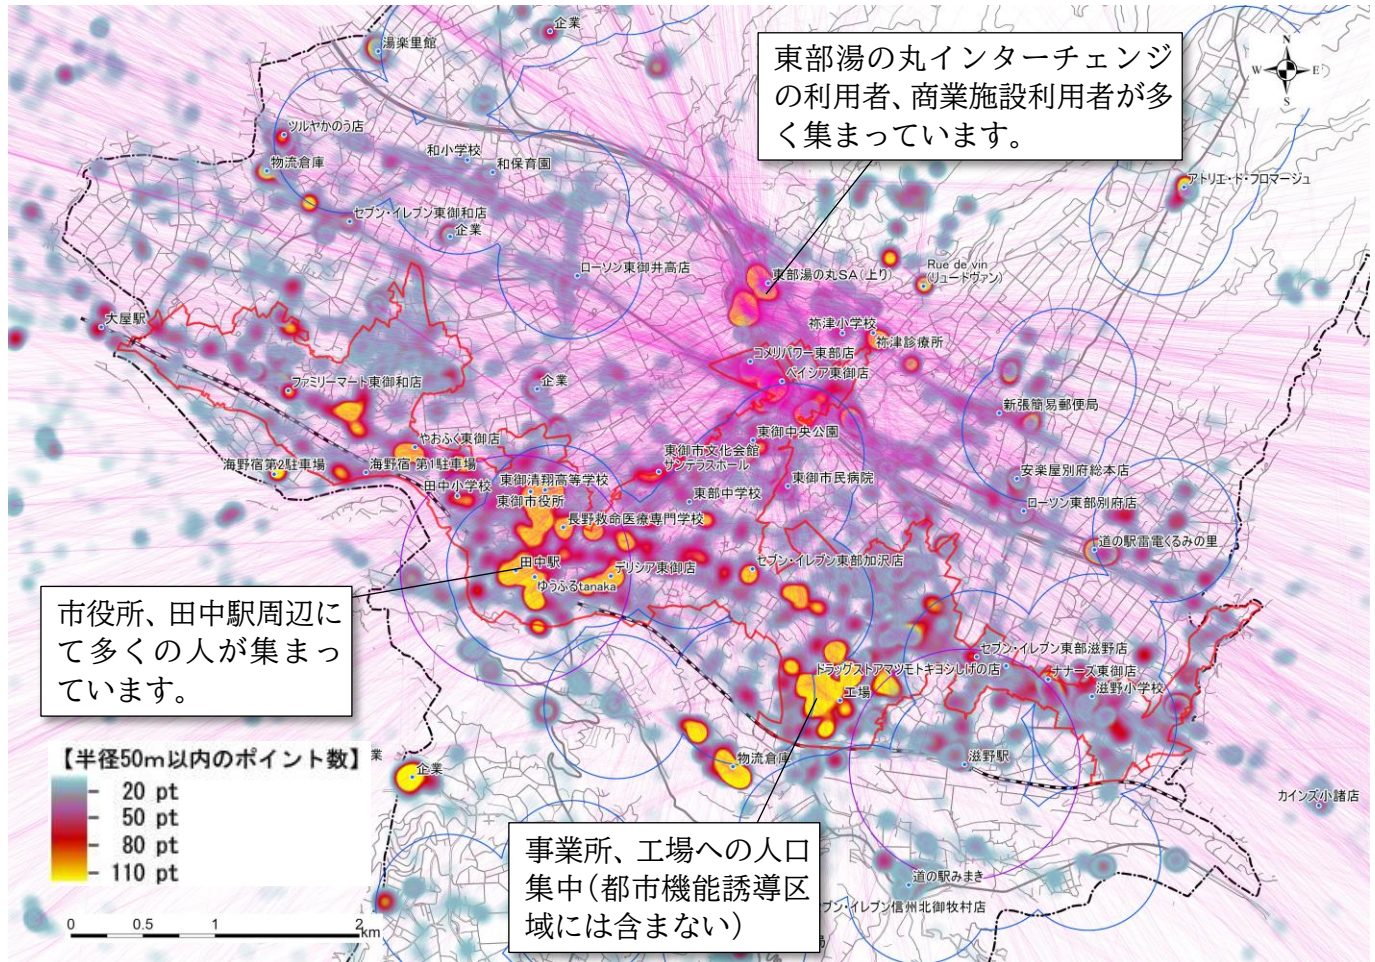 企業
湯楽里館
東部湯の丸インターチェンジ
の利用者、商業施設利用者が多
く集まっています。
N
W
E
S
ツルヤかのう店
和小学校
物流倉庫
和保育園
アトリエ・ド・フロマージュ
セブン・イレブン東御和店
企業
ローソン東御井高店
東部湯の丸SA(上り)
Rue de vin
(リュードヴァン)
大屋駅
祢津小学校
祢津診療所
コメリパワー東部店
ベイシア東御店
ファミリーマート東御和店
企業
新張簡易郵便局
東御中央公園
やおふく東御店
東御市文化会館
サンテラスホール
海野宿第2駐車場
海野宿 第1駐車場
東御清翔高等学校
東御市民病院
安楽屋別府総本店
田中小学校
東御市役所
東部中学校
ローソン東部別府店
長野救命医療専門学校
道の駅雷電くるみの里
田中駅
デリシア東御店
セブン・イレブン東部加沢店
ゆうふるtanaka
市役所、田中駅周辺に
て多くの人が集まっ
ています。
セブン・イレブン東部滋野店
ドラッグストアマツモトキヨシしげの店
ナナーズ東御店
滋野小学校
工場
【半径50m以内のポイント数】
20 pt
50 pt
80 pt
110 pt
業
企業
物流倉庫
滋野駅
カインズ小諸店
事業所、工場への人口
集中(都市機能誘導区
域には含まない)
道の駅みまき
ブン・イレブン信州北御牧村店
局
0 0.5 1 2
km